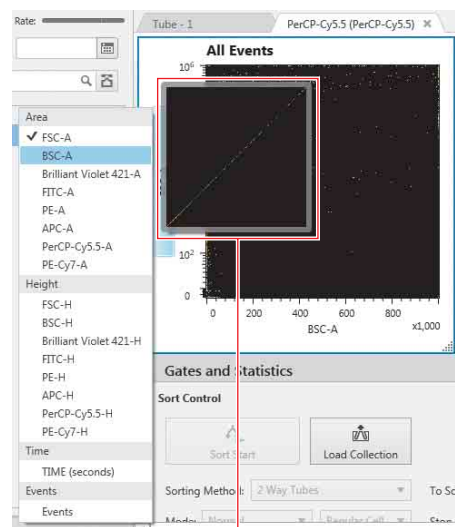 Rate:
Tube - 1
PerCP-Cy5.5 (PerCP-Cy5.5)
All Events
10⁶
10²
0
0 200 400 600 800
BSC-A
x1,000
Area
FSC-A
BSC-A
Brilliant Violet 421-A
FITC-A
PE-A
APC-A
PerCP-Cy5.5-A
PE-Cy7-A
Height
FSC-H
BSC-H
Brilliant Violet 421-H
FITC-H
PE-H
APC-H
PerCP-Cy5.5-H
PE-Cy7-H
Time
TIME (seconds)
Events
Events
Gates and Statistics
Sort Control
Sort Start
Load Collection
Sorting Method: 2 Way Tubes
To So
Mode: Normal
Regular Cell
Stop